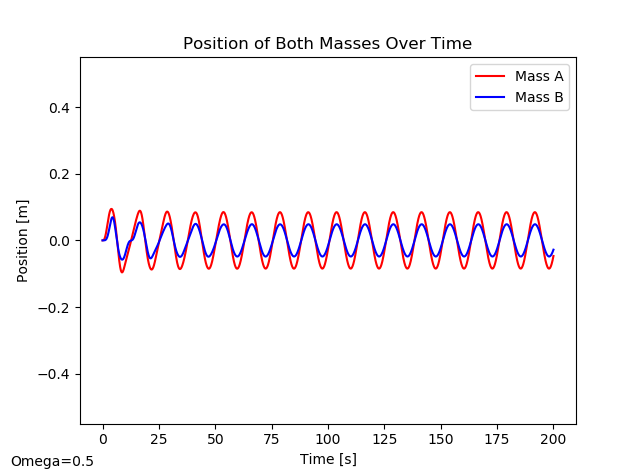 Position of Both Masses Over Time
Mass A
Mass B
Position [m]
0.4
0.2
0.0
−0.2
−0.4
0 25 50 75 100 125 150 175 200
Time [s]
Omega=0.5